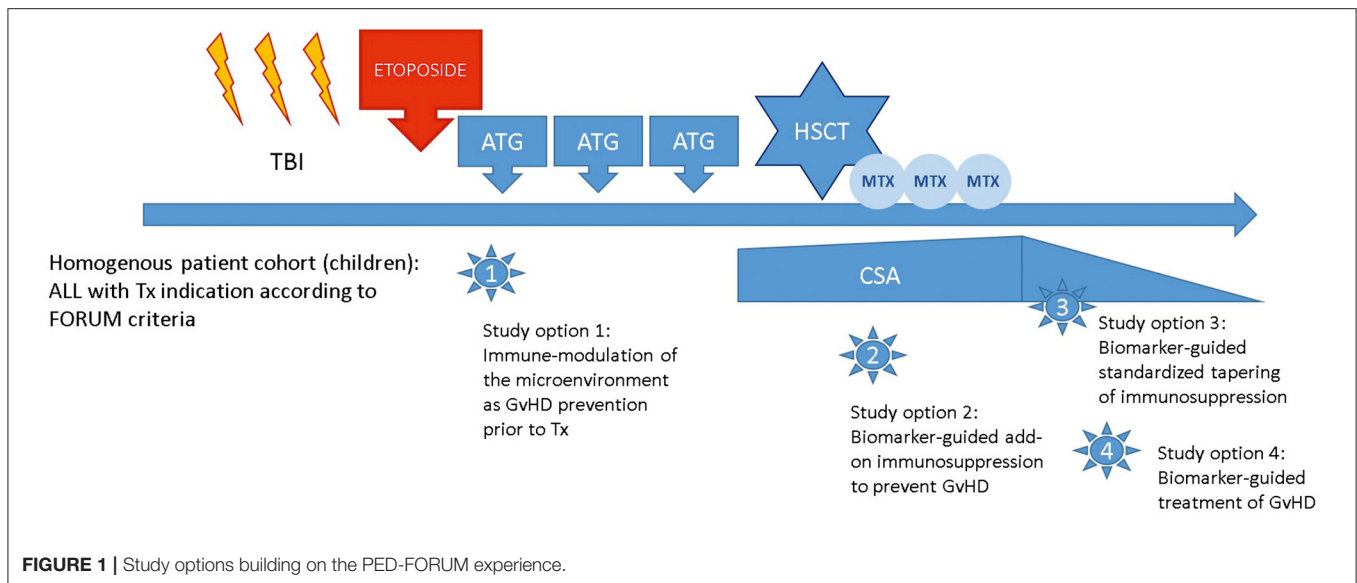 TBI
ETOPOSIDE
ATG
ATG
ATG
HSCT
MTX
MTX
MTX
Homogenous patient cohort (children):
ALL with Tx indication according to
FORUM criteria
CSA
1
Study option 1:
Immune-modulation of
the microenvironment
as GvHD prevention
prior to Tx
2
Study option 2:
Biomarker-guided add-
on immunosuppression
to prevent GvHD
3
Study option 3:
Biomarker-guided
standardized tapering
of immunosuppression
4
Study option 4:
Biomarker-guided
treatment of GvHD
FIGURE 1 | Study options building on the PED-FORUM experience.